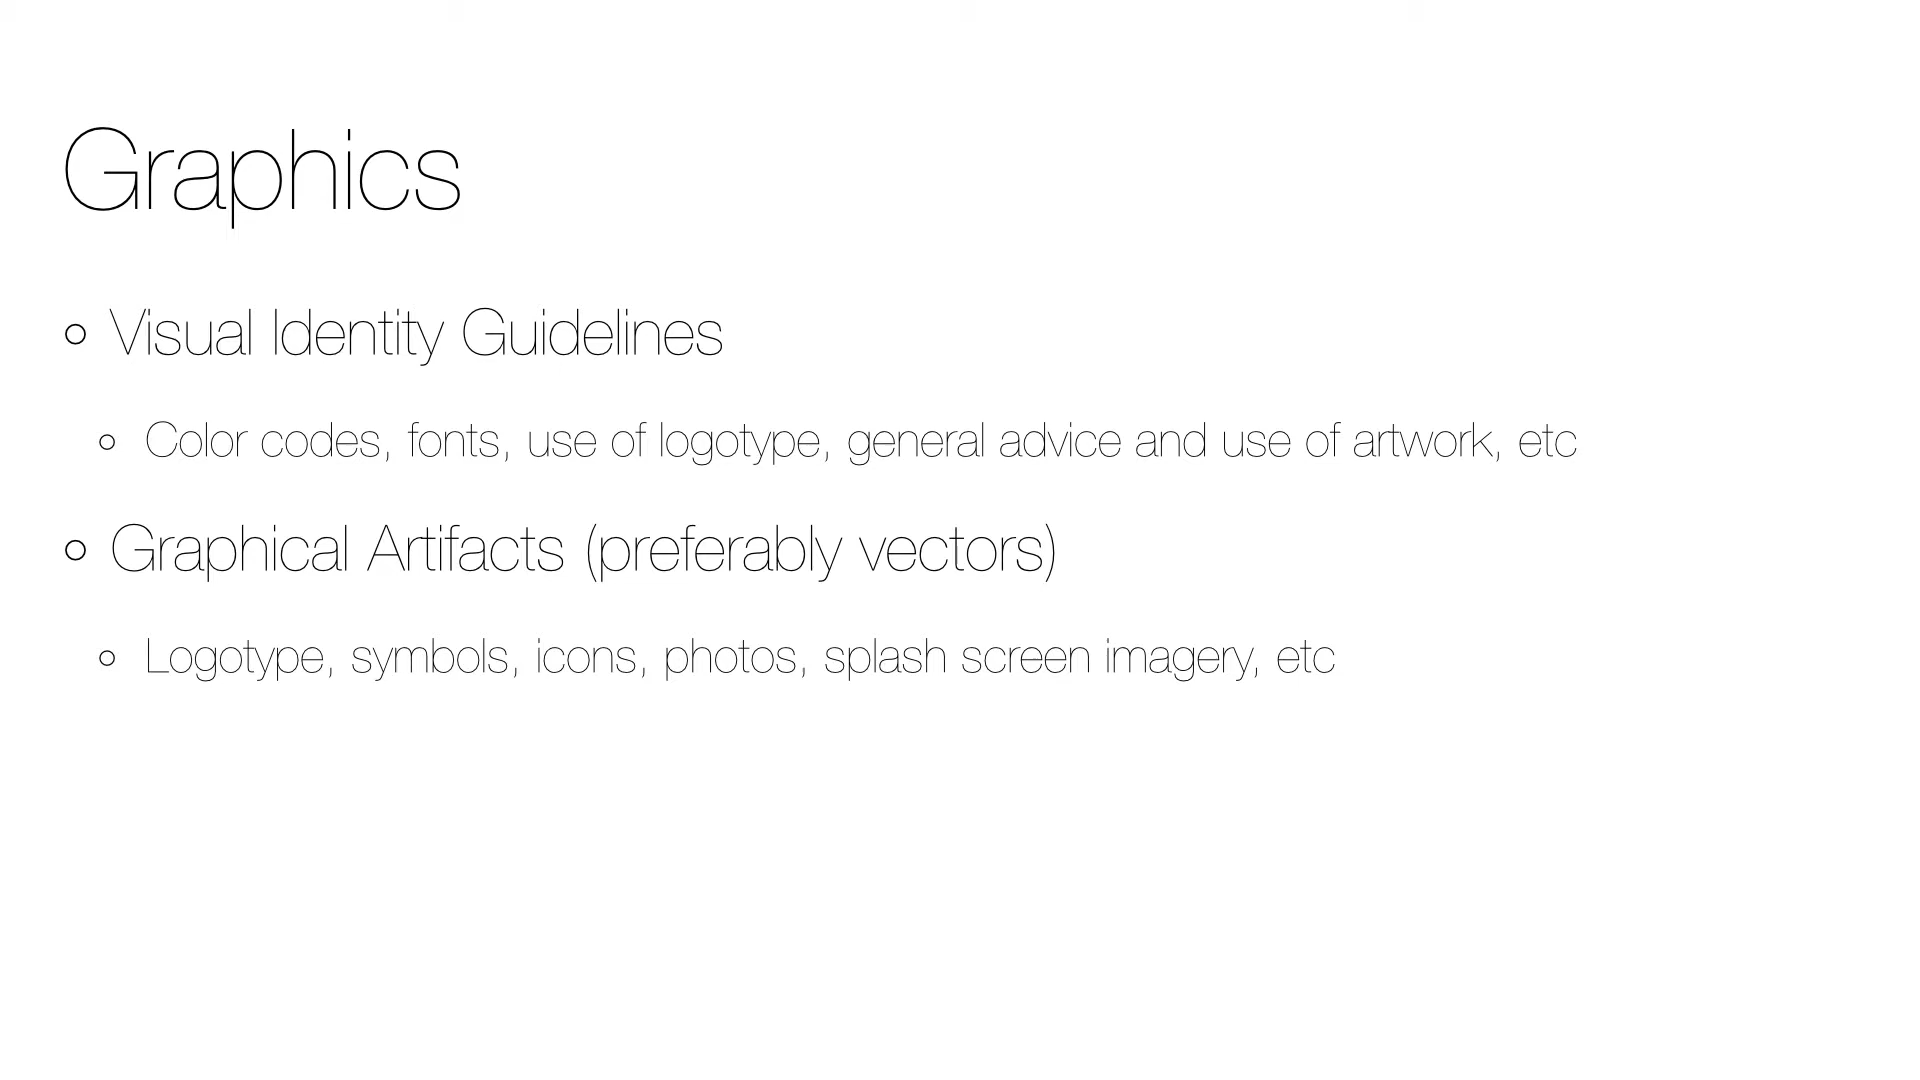 Graphics
Visual Identity Guidelines
Color codes, fonts, use of logotype, general advice and use of artwork, etc
Graphical Artifacts (preferably vectors)
Logotype, symbols, icons, photos, splash screen imagery, etc